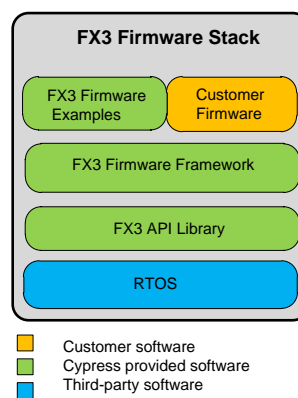 FX3 Firmware Stack
FX3 Firmware Examples
Customer Firmware
FX3 Firmware Framework
FX3 API Library
RTOS
Customer software
Cypress provided software
Third-party software